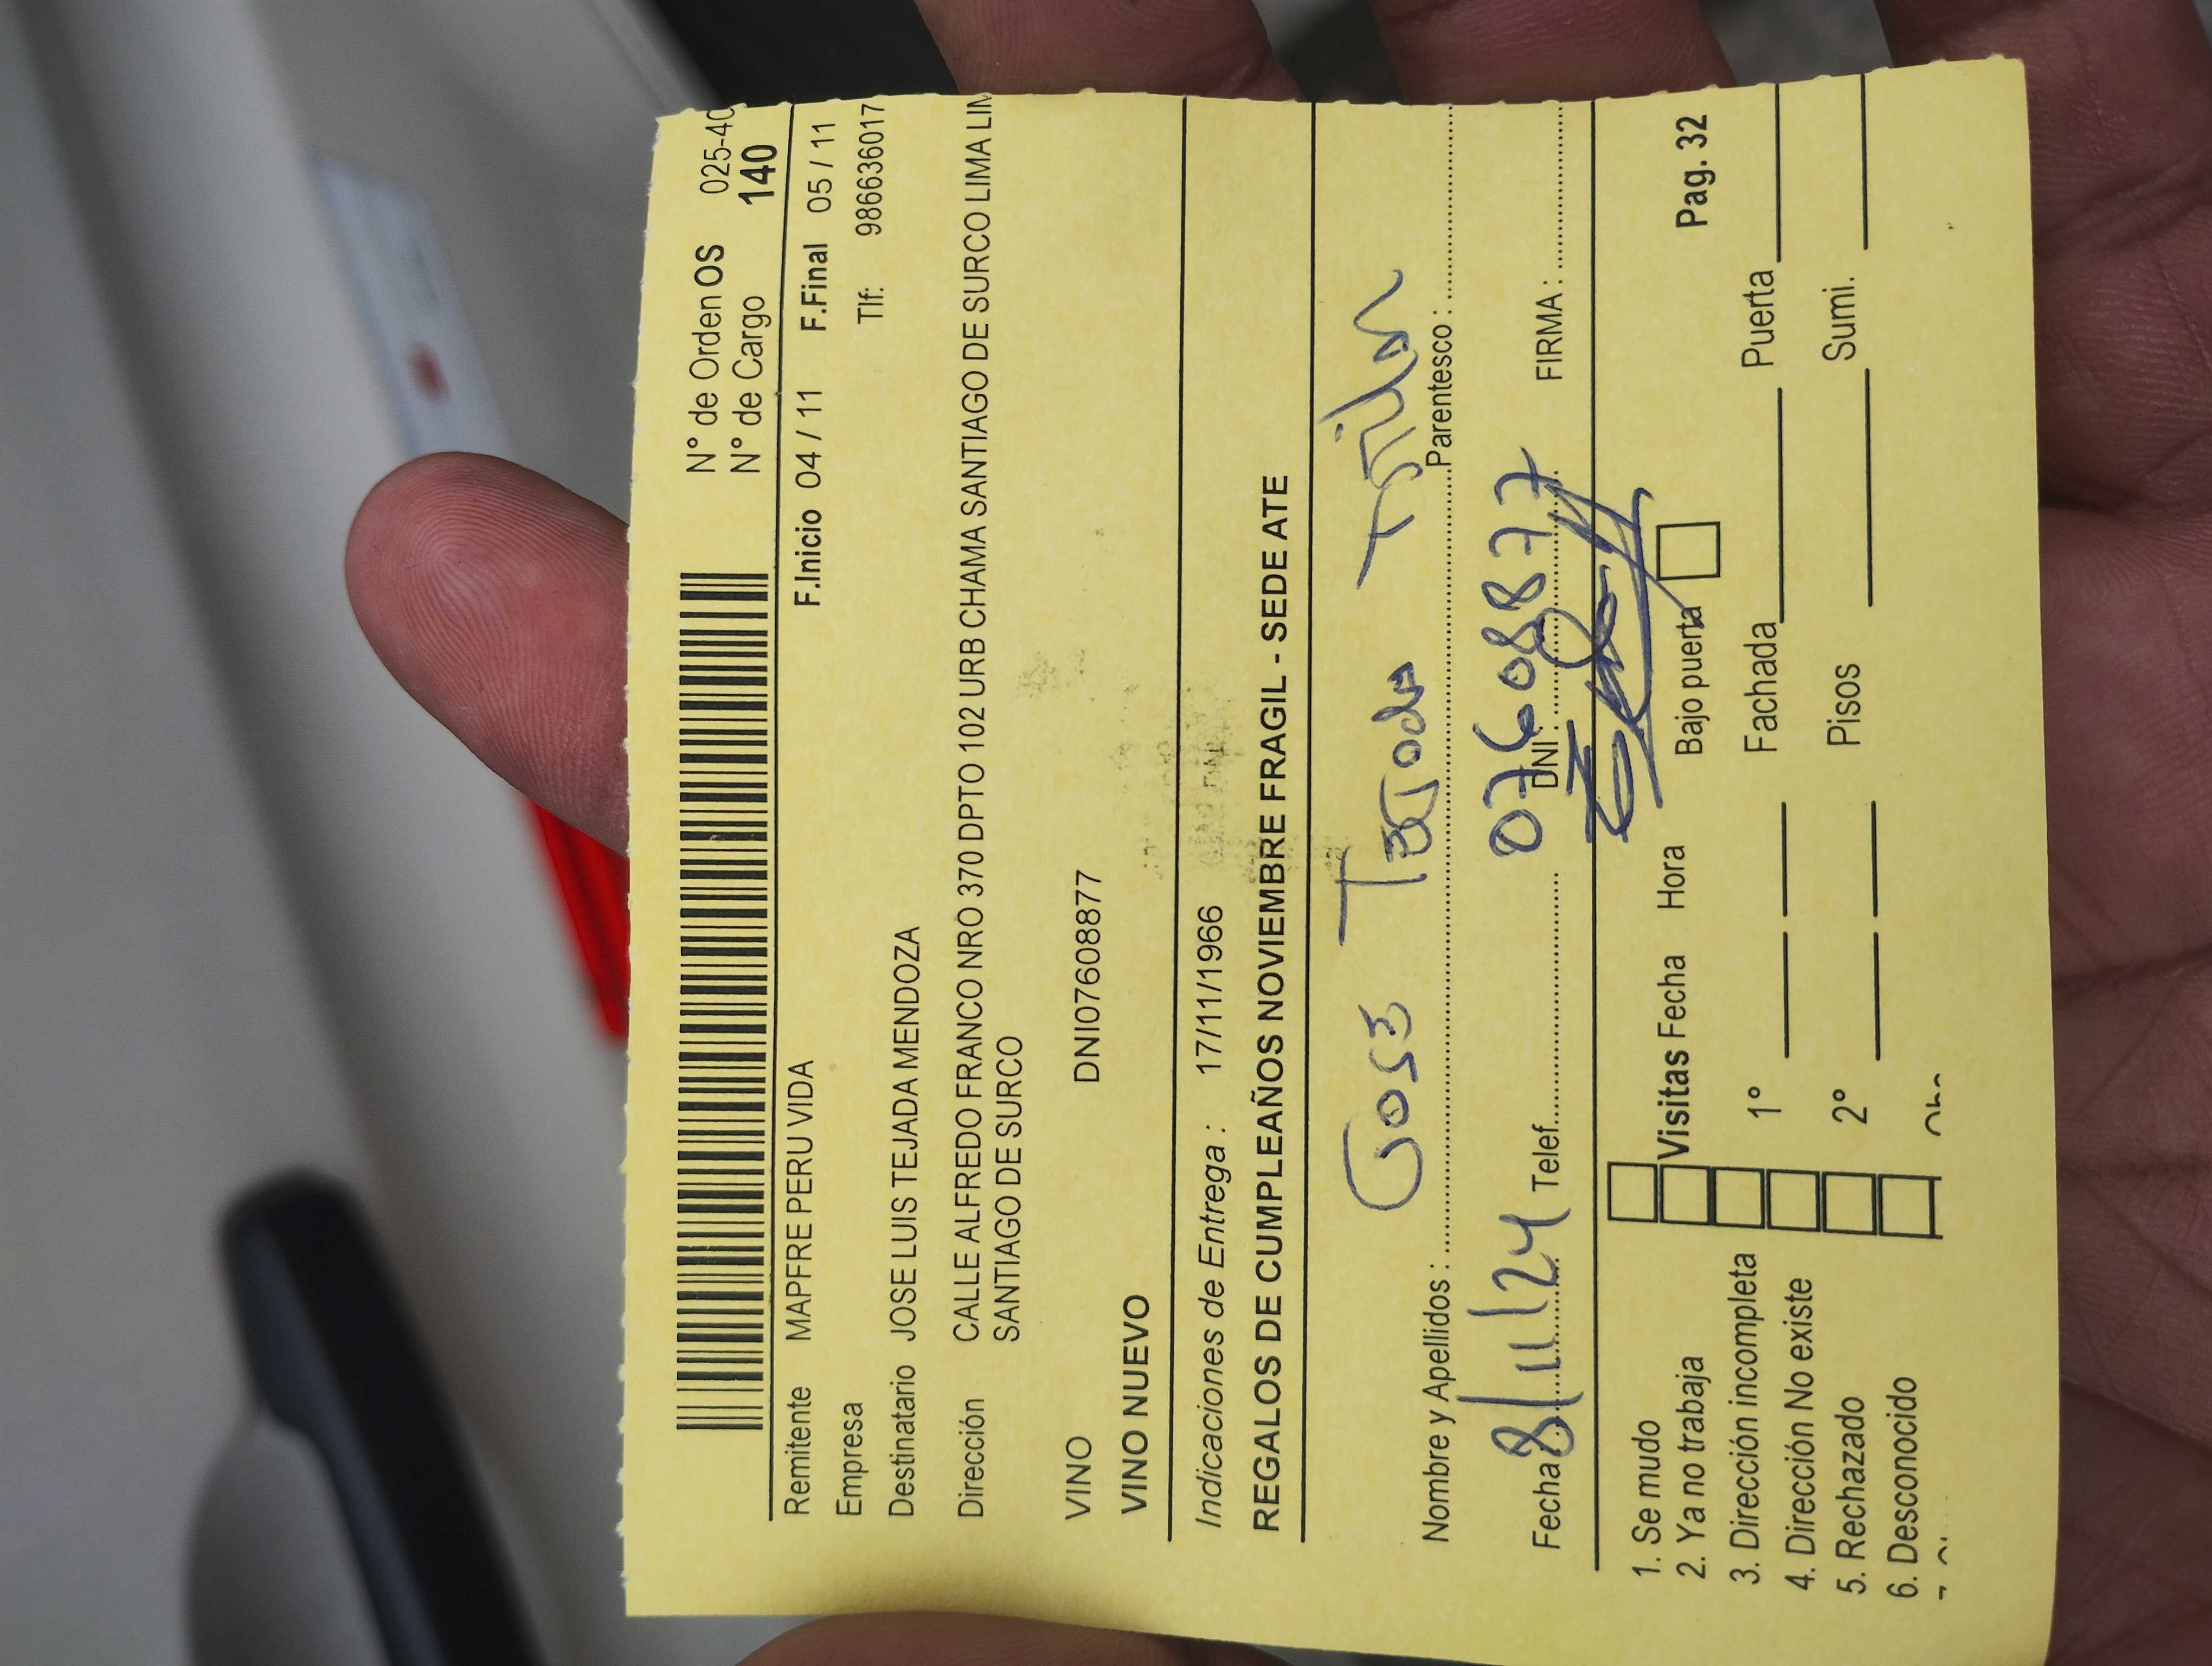 N° de Orden OS 025-40
N° de Cargo 140
F.Inicio 04 / 11 F.Final 05 / 11
Remitente MAPFRE PERU VIDA
Empresa Tlf: 986636017
Destinatario JOSE LUIS TEJADA MENDOZA
Dirección CALLE ALFREDO FRANCO NRO 370 DPTO 102 URB CHAMA SANTIAGO DE SURCO LIMA LIM
SANTIAGO DE SURCO
VINO DNI07608877
VINO NUEVO
Indicaciones de Entrega : 17/11/1966
REGALOS DE CUMPLEAÑOS NOVIEMBRE FRAGIL - SEDE ATE
Jose Tejada
Nombre y Apellidos : Parentesco :
07608877
Fecha 8/11/24 Telef. DNI : FIRMA :
1. Se mudo
2. Ya no trabaja Visitas Fecha Hora Bajo puerta Pag. 32
3. Dirección incompleta 1° Fachada Puerta
4. Dirección No existe
5. Rechazado 2° Pisos Sumi.
6. Desconocido